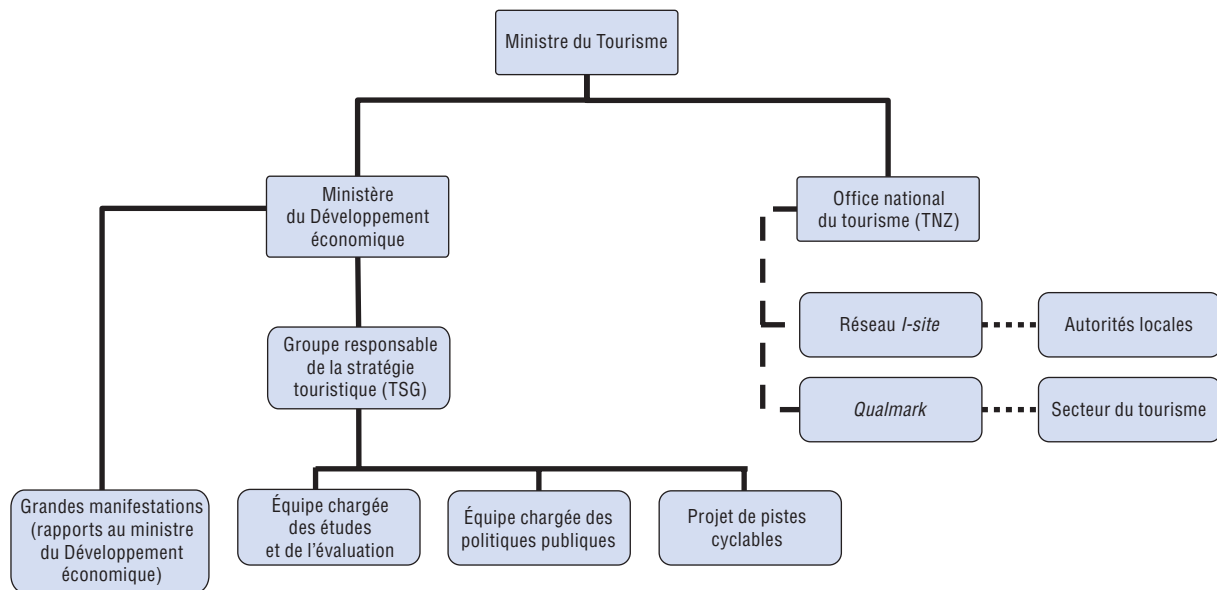 Ministre du Tourisme
Ministère
du Développement
économique
Office national
du tourisme (TNZ)
Groupe responsable
de la stratégie
touristique (TSG)
Réseau I-site
Autorités locales
Qualmark
Secteur du tourisme
Grandes manifestations
(rapports au ministre
du Développement
économique)
Équipe chargée
des études
et de l’évaluation
Équipe chargée des
politiques publiques
Projet de pistes
cyclables